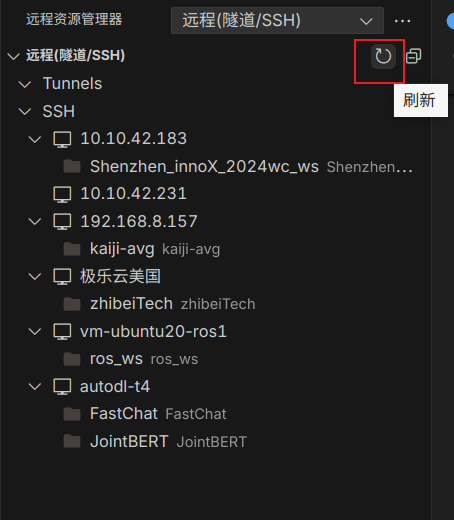 远程资源管理器 远程(隧道/SSH)
远程(隧道/SSH)
刷新
Tunnels
SSH
10.10.42.183
Shenzhen_innoX_2024wc_ws Shenzhen…
10.10.42.231
192.168.8.157
kaiji-avg kaiji-avg
极乐云美国
zhibeiTech zhibeiTech
vm-ubuntu20-ros1
ros_ws ros_ws
autodl-t4
FastChat FastChat
JointBERT JointBERT